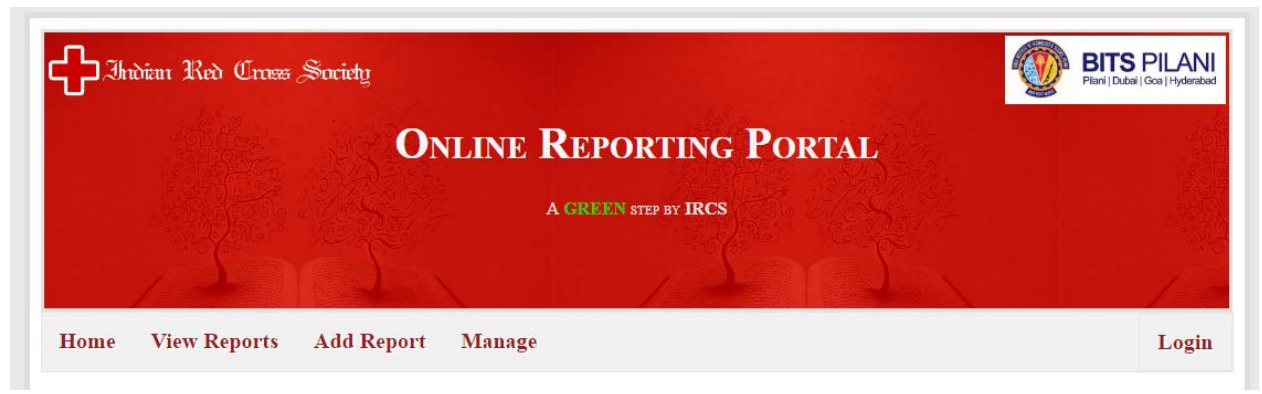 Indian Red Cross Society
BITS PILANI
Pilani | Dubai | Goa | Hyderabad
ONLINE REPORTING PORTAL
A GREEN STEP BY IRCS
Home View Reports Add Report Manage Login